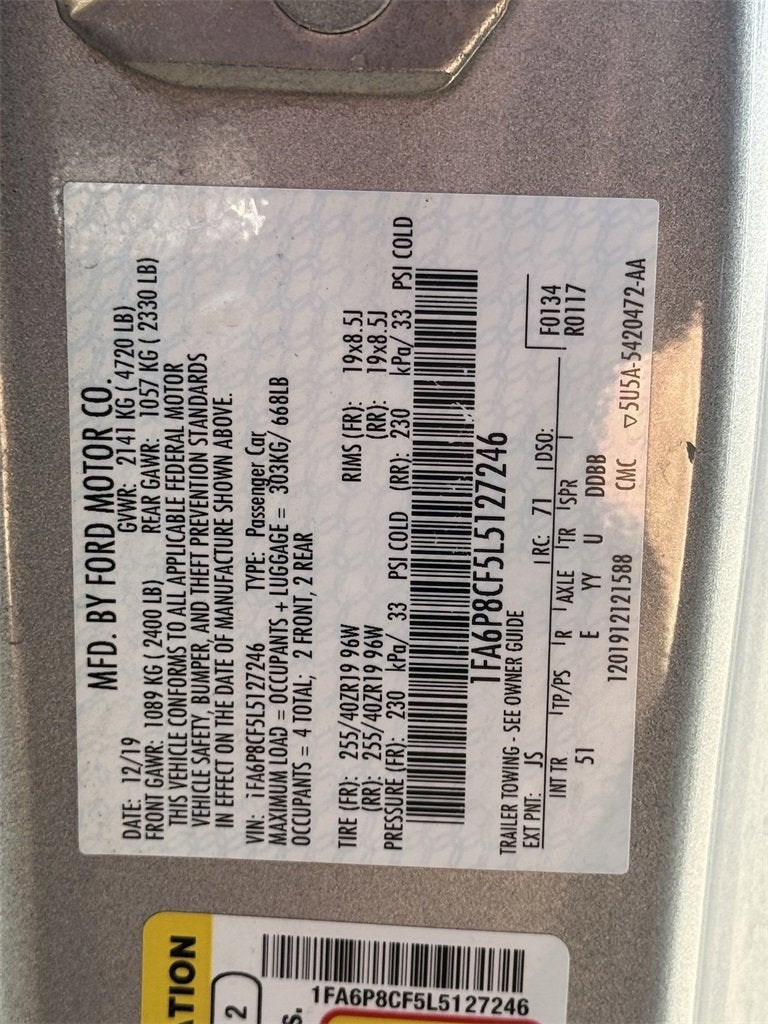 MFD. BY FORD MOTOR CO.
DATE: 12/19 GVWR: 2141 KG ( 4720 LB)
FRONT GAWR: 1089 KG ( 2400 LB) REAR GAWR: 1057 KG ( 2330 LB)
THIS VEHICLE CONFORMS TO ALL APPLICABLE FEDERAL MOTOR
VEHICLE SAFETY, BUMPER, AND THEFT PREVENTION STANDARDS
IN EFFECT ON THE DATE OF MANUFACTURE SHOWN ABOVE.
VIN: 1FA6P8CF5L5127246 TYPE: Passenger Car
MAXIMUM LOAD = OCCUPANTS + LUGGAGE = 303KG/ 668LB
OCCUPANTS = 4 TOTAL; 2 FRONT, 2 REAR
TIRE (FR): 255/40ZR19 96W RIMS (FR): 19x8.5J
(RR): 255/40ZR19 96W (RR): 19x8.5J
PRESSURE (FR): 230 kPa/ 33 PSI COLD (RR): 230 kPa/ 33 PSI COLD
1FA6P8CF5L5127246
TRAILER TOWING - SEE OWNER GUIDE
EXT PNT: JS RC: 71 DSO: F0134
R0117
INT TR TP/PS R AXLE TR SPR
51 E YY U DDBB
1201912121588 CMC ▽5U5A-5420472-AA
2
1FA6P8CF5L5127246